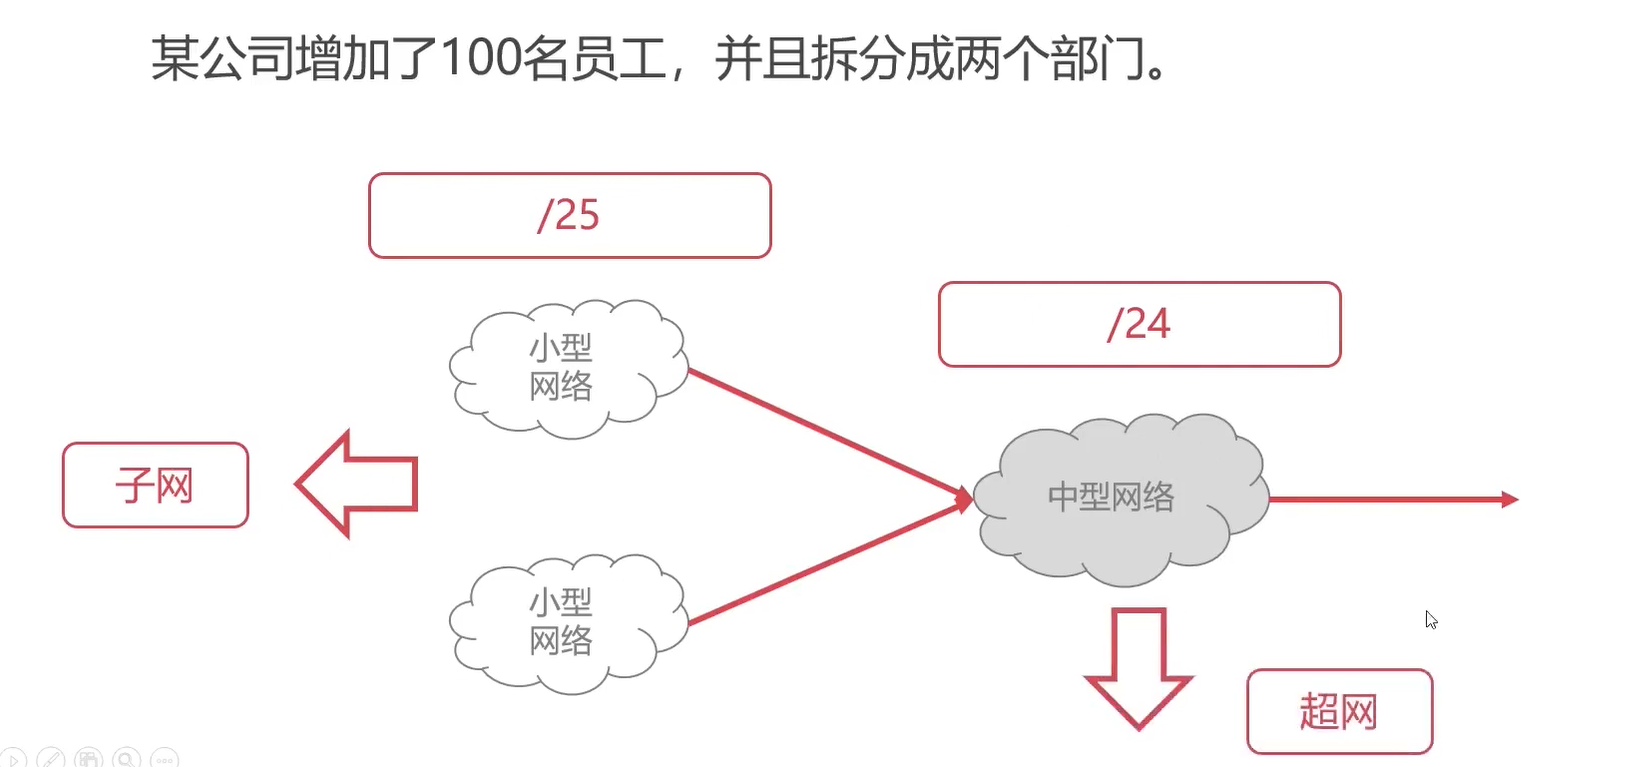 某公司增加了100名员工，并且拆分成两个部门。
/25
/24
小型
网络
中型网络
子网
小型
网络
超网